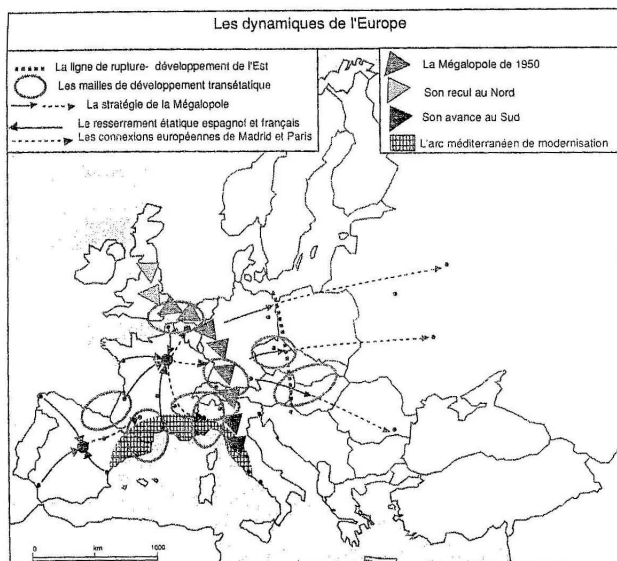 Les dynamiques de l'Europe
La ligne de rupture- développement de l'Est
Les mailles de développement transétatique
La stratégie de la Mégalopole
Le resserrement étatique espagnol et français
Les connexions européennes de Madrid et Paris
La Mégalopole de 1950
Son recul au Nord
Son avance au Sud
L'arc méditerranéen de modernisation
0 km 1000